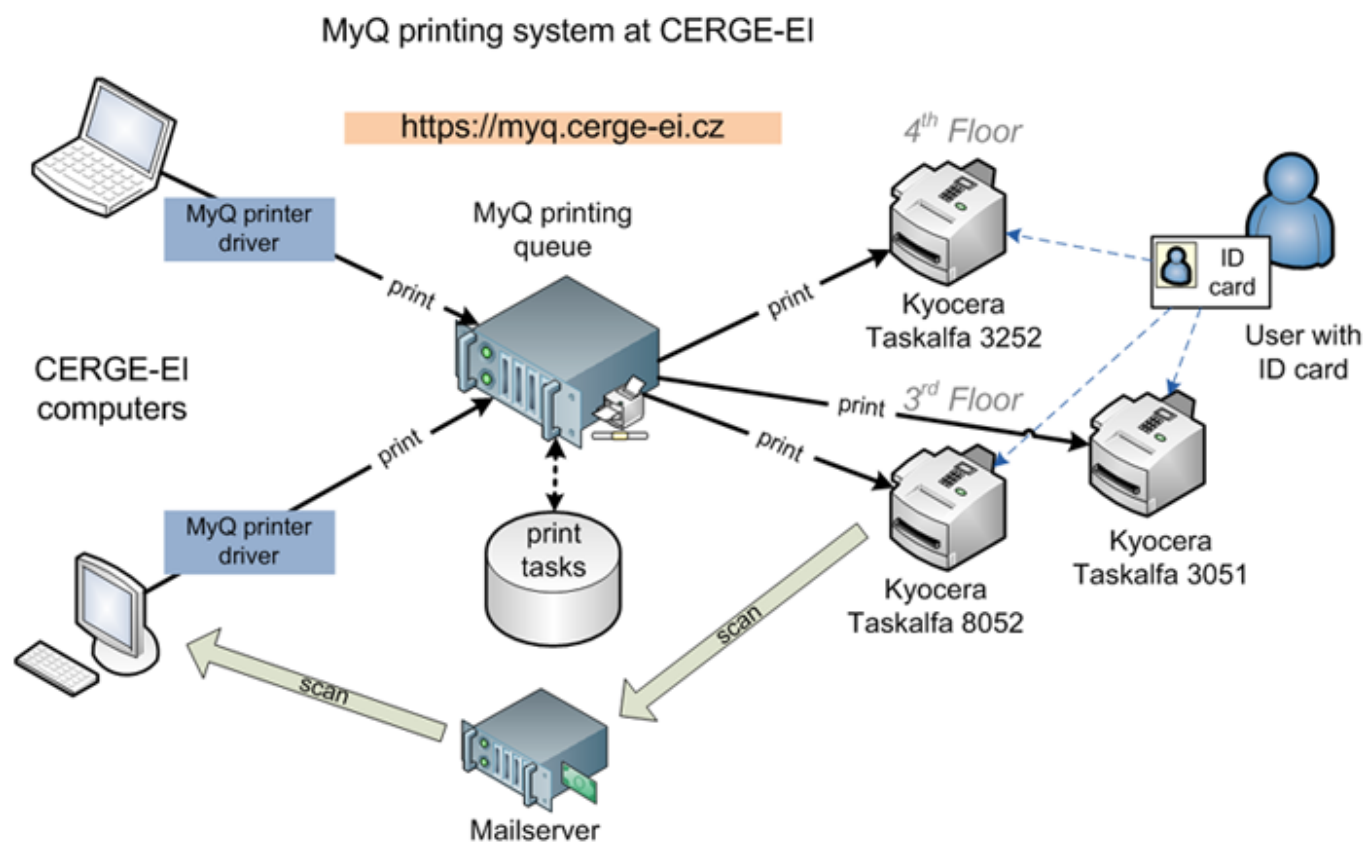 MyQ printing system at CERGE-EI
https://myq.cerge-ei.cz
4th Floor
MyQ printer
driver
MyQ printing
queue
ID
card
print
print
Kyocera
Taskalfa 3252
User with
ID card
CERGE-EI
computers
print
3rd Floor
print
print
MyQ printer
driver
print
tasks
Kyocera
Taskalfa 3051
Kyocera
Taskalfa 8052
scan
scan
Mailserver